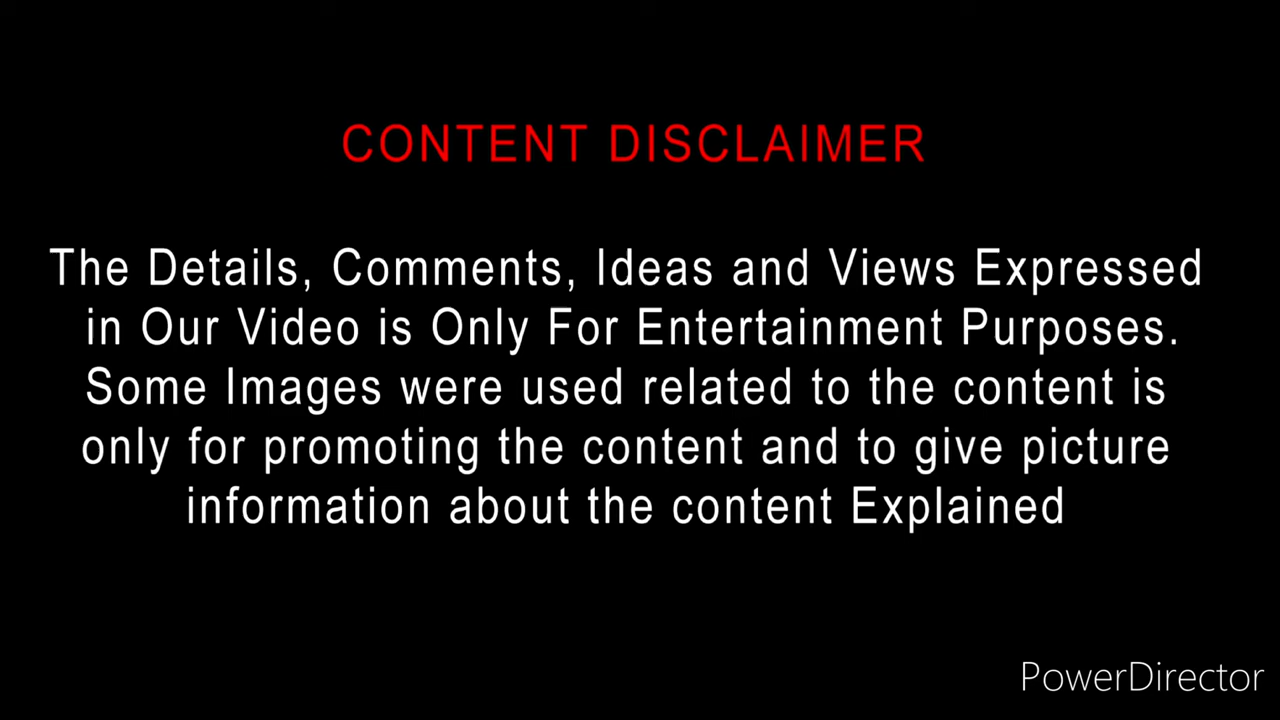 CONTENT DISCLAIMER
The Details, Comments, Ideas and Views Expressed
in Our Video is Only For Entertainment Purposes.
Some Images were used related to the content is
only for promoting the content and to give picture
information about the content Explained
PowerDirector